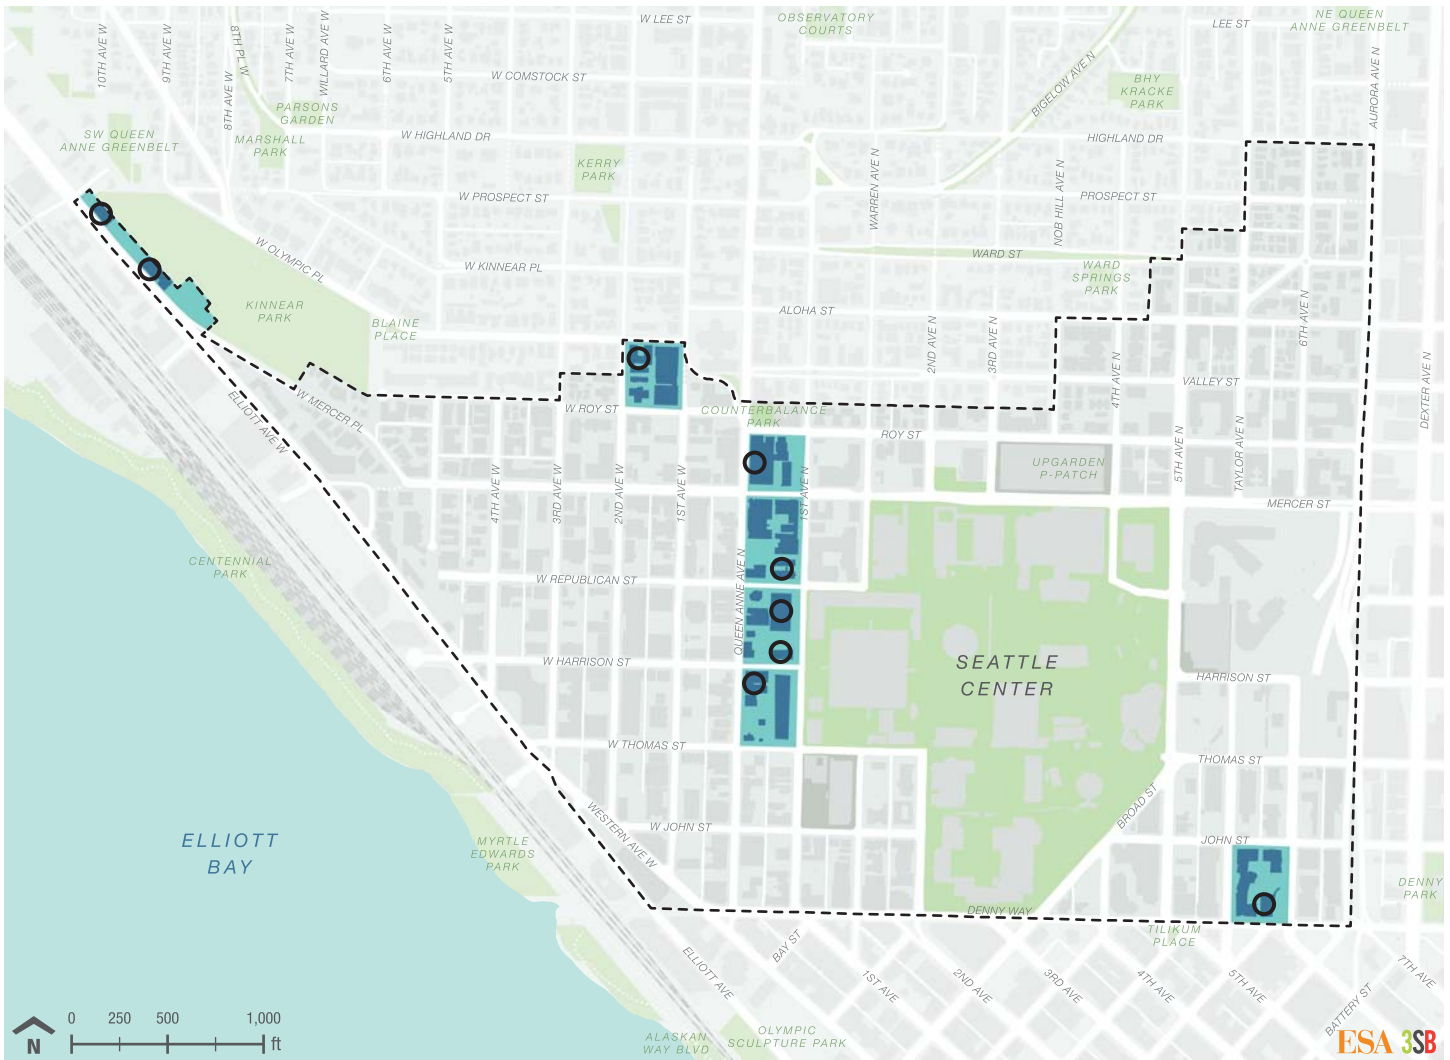 W LEE ST
OBSERVATORY
COURTS
LEE ST
NE QUEEN
ANNE GREENBELT
10TH AVE W
9TH AVE W
8TH PL W
8TH AVE W
7TH AVE W
WILLARD AVE W
6TH AVE W
5TH AVE W
W COMSTOCK ST
BIGELOW AVE N
BHY
KRACKE
PARK
AURORA AVE N
PARSONS
GARDEN
SW QUEEN
ANNE GREENBELT
MARSHALL
PARK
W HIGHLAND DR
HIGHLAND DR
KERRY
PARK
WARREN AVE N
NOB HILL AVE N
W PROSPECT ST
PROSPECT ST
W OLYMPIC PL
W KINNEAR PL
WARD ST
WARD
SPRINGS
PARK
KINNEAR
PARK
BLAINE
PLACE
ALOHA ST
2ND AVE N
3RD AVE N
4TH AVE N
6TH AVE N
DEXTER AVE N
VALLEY ST
ELLIOTT AVE W
W MERCER PL
W ROY ST
COUNTERBALANCE
PARK
ROY ST
5TH AVE N
TAYLOR AVE N
UPGARDEN
P-PATCH
4TH AVE W
3RD AVE W
2ND AVE W
1ST AVE W
1ST AVE N
MERCER ST
CENTENNIAL
PARK
W REPUBLICAN ST
QUEEN ANNE AVE N
W HARRISON ST
SEATTLE
CENTER
HARRISON ST
W THOMAS ST
THOMAS ST
WESTERN AVE W
W JOHN ST
BROAD ST
JOHN ST
ELLIOTT
BAY
MYRTLE
EDWARDS
PARK
DENNY
PARK
DENNY WAY
TILIKUM
PLACE
ELLIOTT AVE
BAY ST
1ST AVE
2ND AVE
3RD AVE
4TH AVE
5TH AVE
7TH AVE
BATTERY ST
0 250 500 1,000
ft
N
ALASKAN
WAY BLVD
OLYMPIC
SCULPTURE PARK
ESA 3SB